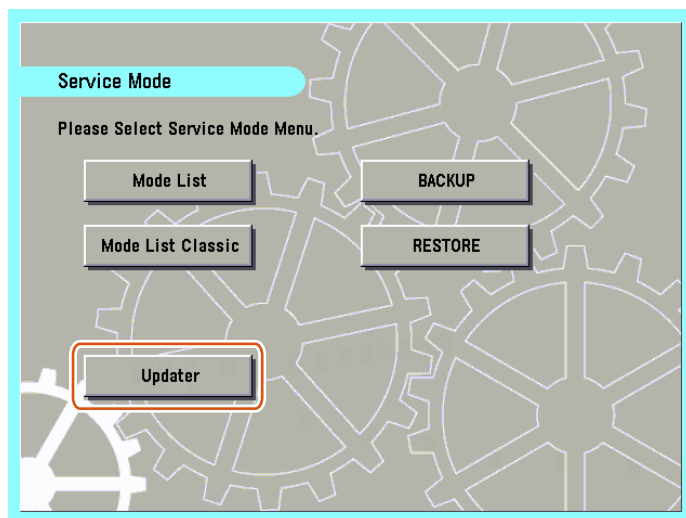 Service Mode
Please Select Service Mode Menu.
Mode List
BACKUP
Mode List Classic
RESTORE
Updater